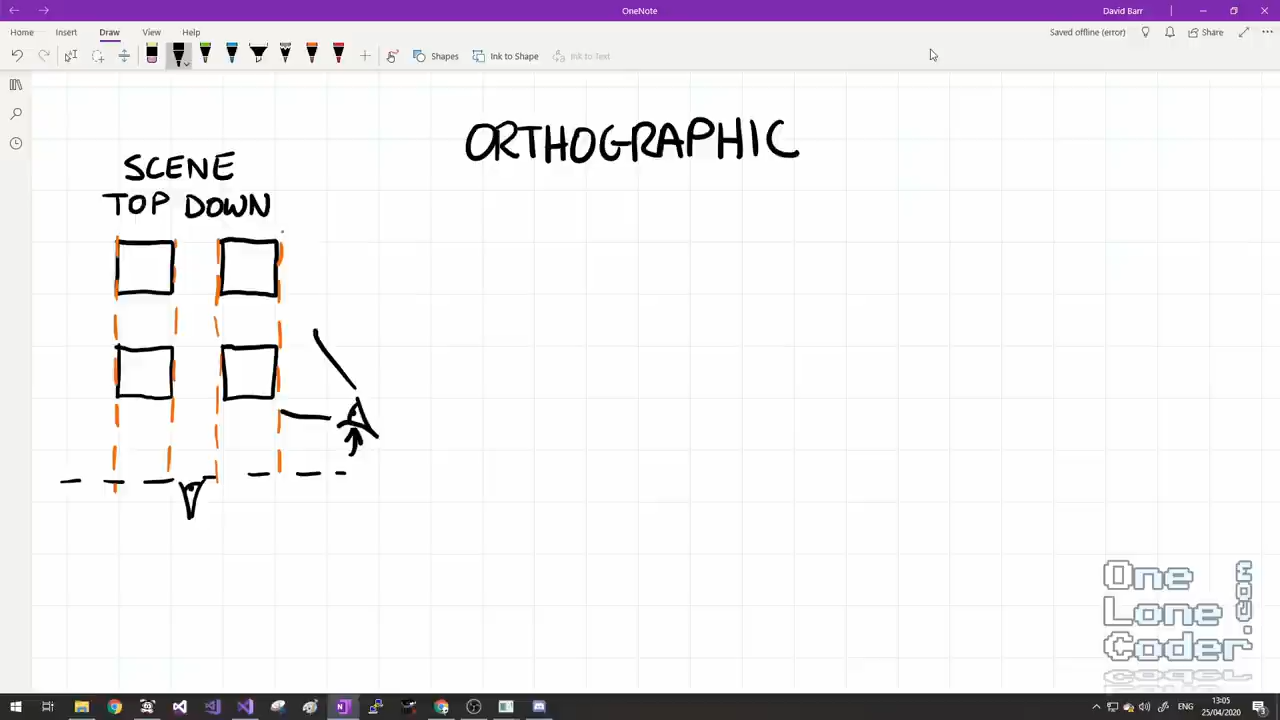 OneNote
David Barr
Home Insert Draw View Help
Saved offline (error)
Share
Shapes
Ink to Shape
Ink to Text
ORTHOGRAPHIC
SCENE
TOP DOWN
One
Lone
Coder
.com
ENG
13:05
25/04/2020